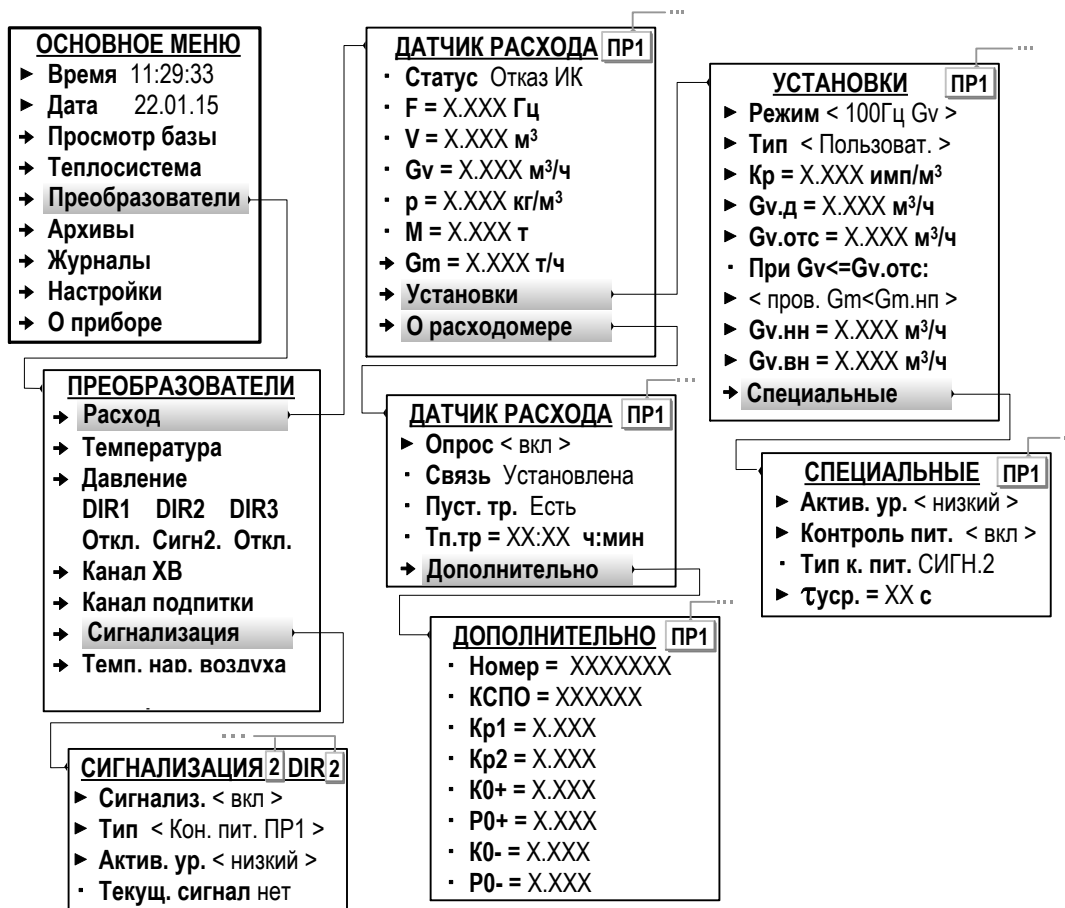 ОСНОВНОЕ МЕНЮ
► Время 11:29:33
► Дата 22.01.15
➔ Просмотр базы
➔ Теплосистема
➔ Преобразователи
➔ Архивы
➔ Журналы
➔ Настройки
➔ О приборе
ПРЕОБРАЗОВАТЕЛИ
➔ Расход
➔ Температура
➔ Давление
DIR1 DIR2 DIR3
Откл. Сигн2. Откл.
➔ Канал ХВ
➔ Канал подпитки
➔ Сигнализация
➔ Темп. нар. воздуха
СИГНАЛИЗАЦИЯ 2 DIR 2
► Сигнализ. < вкл >
► Тип < Кон. пит. ПР1 >
► Актив. ур. < низкий >
· Текущ. сигнал нет
ДАТЧИК РАСХОДА ПР1
· Статус Отказ ИК
· F = X.XXX Гц
· V = X.XXX м³
· Gv = X.XXX м³/ч
· p = X.XXX кг/м³
· M = X.XXX т
➔ Gm = X.XXX т/ч
➔ Установки
➔ О расходомере
ДАТЧИК РАСХОДА ПР1
► Опрос < вкл >
· Связь Установлена
· Пуст. тр. Есть
· Тп.тр = XX:XX ч:мин
➔ Дополнительно
ДОПОЛНИТЕЛЬНО ПР1
· Номер = XXXXXXX
· КСПО = XXXXXX
· Кр1 = X.XXX
· Кр2 = X.XXX
· К0+ = X.XXX
· Р0+ = X.XXX
· К0- = X.XXX
· Р0- = X.XXX
УСТАНОВКИ ПР1
► Режим < 100Гц Gv >
► Тип < Пользоват. >
► Кр = X.XXX имп/м³
► Gv.д = X.XXX м³/ч
► Gv.отс = X.XXX м³/ч
· При Gv<=Gv.отс:
► < пров. Gm<Gm.нп >
► Gv.нн = X.XXX м³/ч
► Gv.вн = X.XXX м³/ч
➔ Специальные
СПЕЦИАЛЬНЫЕ ПР1
► Актив. ур. < низкий >
► Контроль пит. < вкл >
· Тип к. пит. СИГН.2
► τуср. = XX с